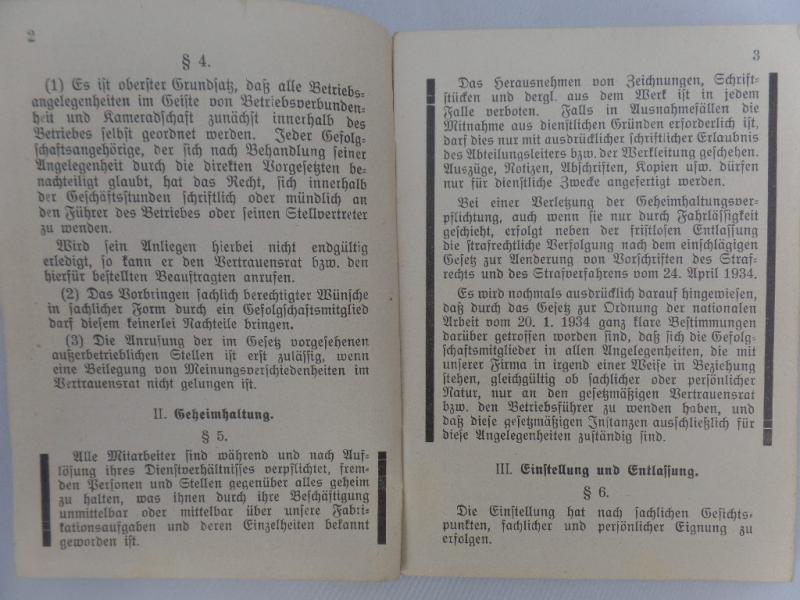 2
§ 4.
(1) Es ist oberster Grundsatz, daß alle Betriebs-
angelegenheiten im Geiste von Betriebsverbunden-
heit und Kameradschaft zunächst innerhalb des
Betriebes selbst geordnet werden. Jeder Gefolg-
schaftsangehörige, der sich nach Behandlung seiner
Angelegenheit durch die direkten Vorgesetzten be-
nachteiligt glaubt, hat das Recht, sich innerhalb
der Geschäftsstunden schriftlich oder mündlich an
den Führer des Betriebes oder seinen Stellvertreter
zu wenden.
Wird sein Anliegen hierbei nicht endgültig
erledigt, so kann er den Vertrauensrat bzw. den
hierfür bestellten Beauftragten anrufen.
(2) Das Vorbringen sachlich berechtigter Wünsche
in sachlicher Form durch ein Gefolgschaftsmitglied
darf diesem keinerlei Nachteile bringen.
(3) Die Anrufung der im Gesetz vorgesehenen
außerbetrieblichen Stellen ist erst zulässig, wenn
eine Beilegung von Meinungsverschiedenheiten im
Vertrauensrat nicht gelungen ist.
II. Geheimhaltung.
§ 5.
Alle Mitarbeiter sind während und nach Auf-
lösung ihres Dienstverhältnisses verpflichtet, frem-
den Personen und Stellen gegenüber alles geheim
zu halten, was ihnen durch ihre Beschäftigung
unmittelbar oder mittelbar über unsere Fabri-
kationsaufgaben und deren Einzelheiten bekannt
geworden ist.
3
Das Herausnehmen von Zeichnungen, Schrift-
stücken und dergl. aus dem Werk ist in jedem
Falle verboten. Falls in Ausnahmefällen die
Mitnahme aus dienstlichen Gründen erforderlich ist,
darf dies nur mit ausdrücklicher schriftlicher Erlaubnis
des Abteilungsleiters bzw. der Werkleitung geschehen.
Auszüge, Notizen, Abschriften, Kopien usw. dürfen
nur für dienstliche Zwecke angefertigt werden.
Bei einer Verletzung der Geheimhaltungsver-
pflichtung, auch wenn sie nur durch Fahrlässigkeit
geschieht, erfolgt neben der fristlosen Entlassung
die strafrechtliche Verfolgung nach dem einschlägigen
Gesetz zur Aenderung von Vorschriften des Straf-
rechts und des Strafverfahrens vom 24. April 1934.
Es wird nochmals ausdrücklich darauf hingewiesen,
daß durch das Gesetz zur Ordnung der nationalen
Arbeit vom 20. 1. 1934 ganz klare Bestimmungen
darüber getroffen worden sind, daß sich die Gefolg-
schaftsmitglieder in allen Angelegenheiten, die mit
unserer Firma in irgend einer Weise in Beziehung
stehen, gleichgültig ob sachlicher oder persönlicher
Natur, nur an den gesetzmäßigen Vertrauensrat
bzw. den Betriebsführer zu wenden haben, und
daß diese gesetzmäßigen Instanzen ausschließlich für
diese Angelegenheiten zuständig sind.
III. Einstellung und Entlassung.
§ 6.
Die Einstellung hat nach sachlichen Gesichts-
punkten, fachlicher und persönlicher Eignung zu
erfolgen.